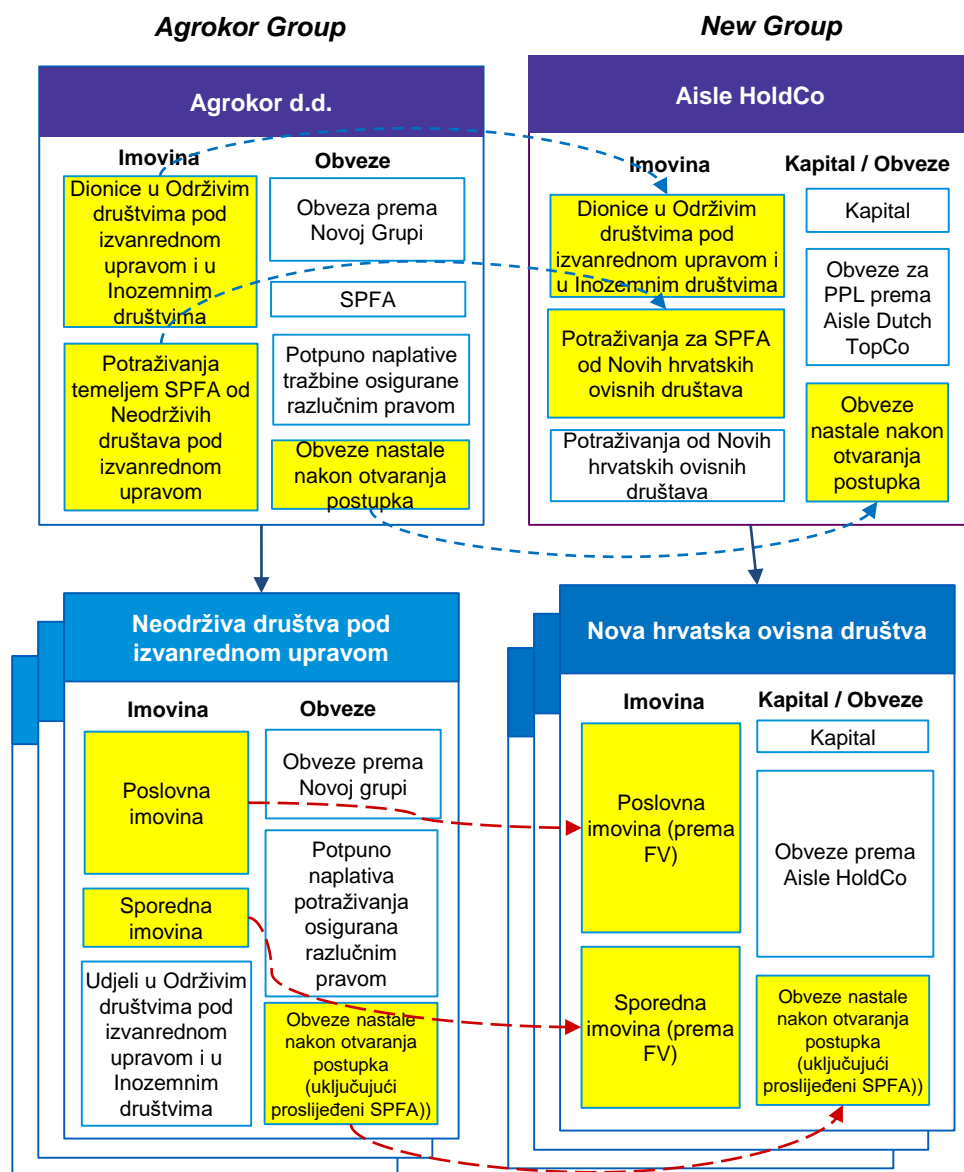 Agrokor Group
New Group
Agrokor d.d.
Imovina
Obveze
Dionice u Održivim
društvima pod
izvanrednom
upravom i u
Inozemnim
društvima
Potraživanja
temeljem SPFA od
Neodrživih
društava pod
izvanrednom
upravom
Obveza prema
Novoj Grupi
SPFA
Potpuno naplative
tražbine osigurane
razlučnim pravom
Obveze nastale
nakon otvaranja
postupka
Aisle HoldCo
Imovina
Kapital / Obveze
Dionice u Održivim
društvima pod
izvanrednom upravom i
u Inozemnim društvima
Potraživanja za SPFA
od Novih hrvatskih
ovisnih društava
Potraživanja od Novih
hrvatskih ovisnih
društava
Kapital
Obveze za
PPL prema
Aisle Dutch
TopCo
Obveze
nastale nakon
otvaranja
postupka
Neodrživa društva pod
izvanrednom upravom
Imovina
Obveze
Poslovna
imovina
Sporedna
imovina
Udjeli u Održivim
društvima pod
izvanrednom
upravom i u
Inozemnim
društvima
Obveze prema
Novoj grupi
Potpuno
naplativa
potraživanja
osigurana
razlučnim
pravom
Obveze nastale
nakon otvaranja
postupka
(uključujući
proslijeđeni SPFA))
Nova hrvatska ovisna društva
Imovina
Kapital / Obveze
Poslovna
imovina (prema
FV)
Sporedna
imovina (prema
FV)
Kapital
Obveze prema
Aisle HoldCo
Obveze nastale
nakon otvaranja
postupka
(uključujući
proslijeđeni SPFA))